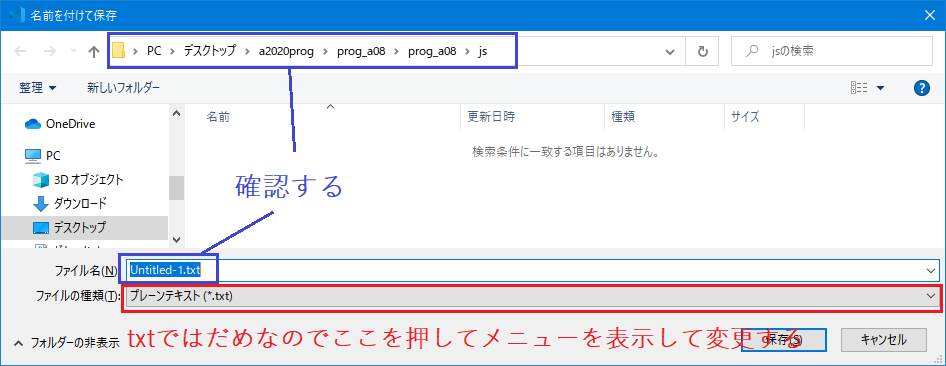 名前を付けて保存
PC › デスクトップ › a2020prog › prog_a08 › prog_a08 › js
jsの検索
整理 新しいフォルダー
名前 更新日時 種類 サイズ
検索条件に一致する項目はありません。
OneDrive
PC
3D オブジェクト
ダウンロード
デスクトップ
確認する
ファイル名(N): Untitled-1.txt
ファイルの種類(T): プレーンテキスト (*.txt)
txtではだめなのでここを押してメニューを表示して変更する
フォルダーの非表示 保存(S) キャンセル